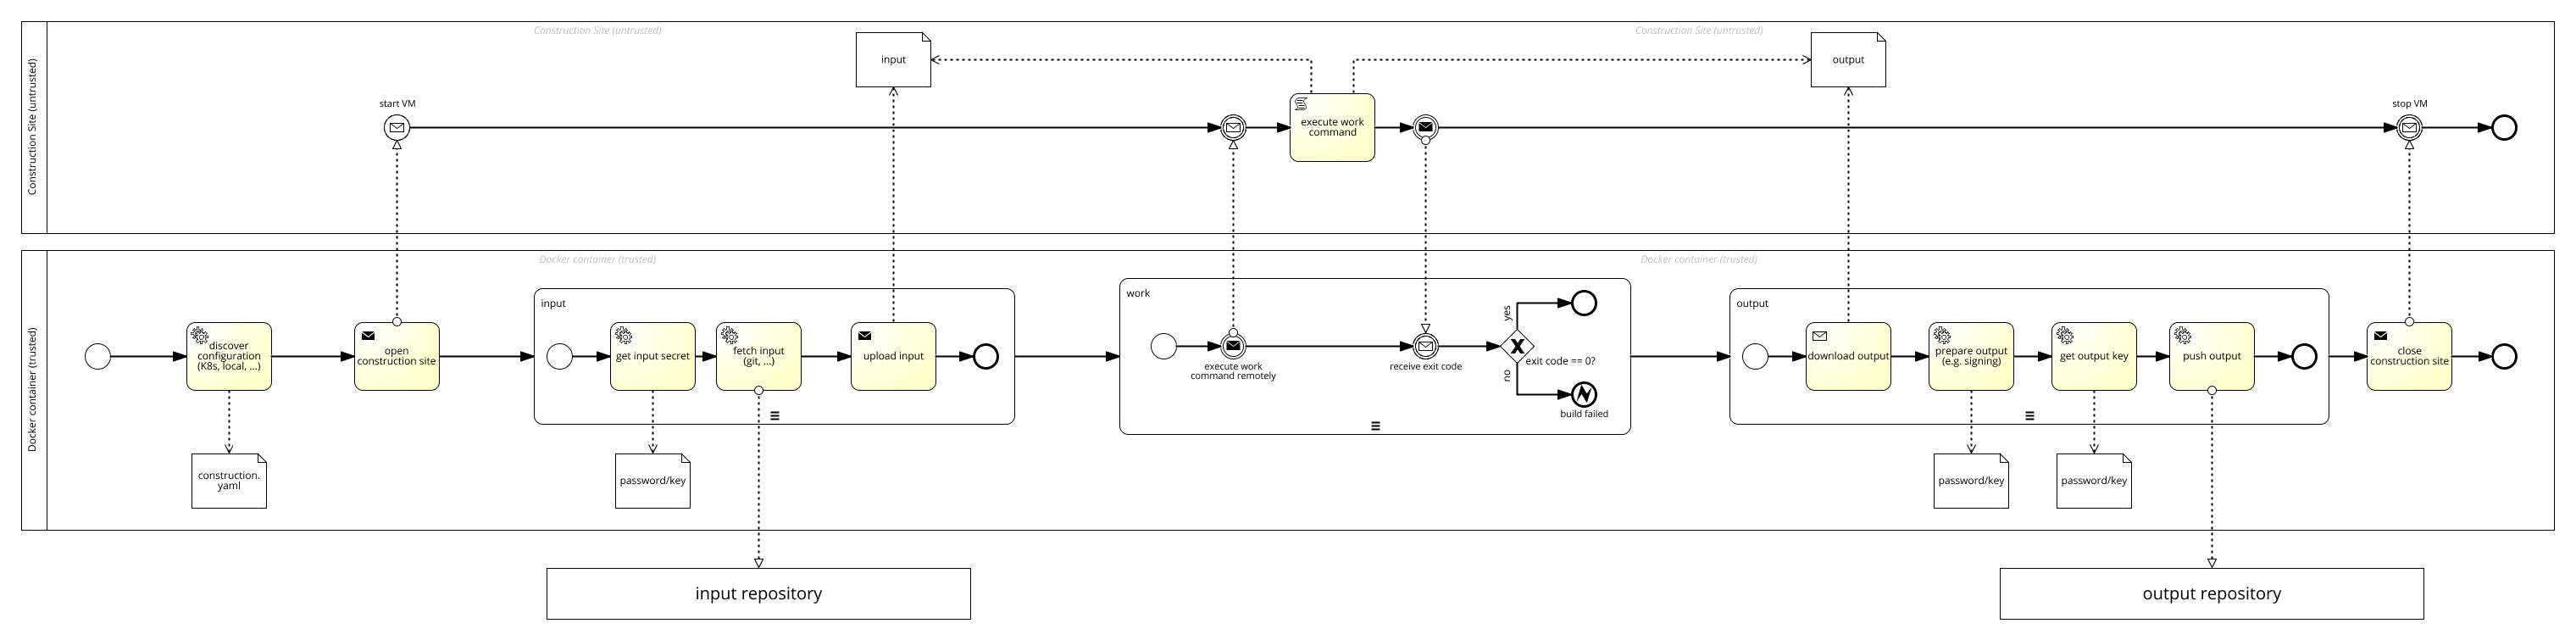 Construction Site (untrusted)
Construction Site (untrusted)
Construction Site (untrusted)
input
output
start VM
stop VM
execute work
command
Docker container (trusted)
Docker container (trusted)
Docker container (trusted)
discover
configuration
(K8s, local, ...)
open
construction site
input
get input secret
fetch input
(git, ...)
upload input
work
execute work
command remotely
receive exit code
yes
exit code == 0?
no
build failed
output
download output
prepare output
(e.g. signing)
get output key
push output
close
construction site
construction.
yaml
password/key
password/key
password/key
input repository
output repository